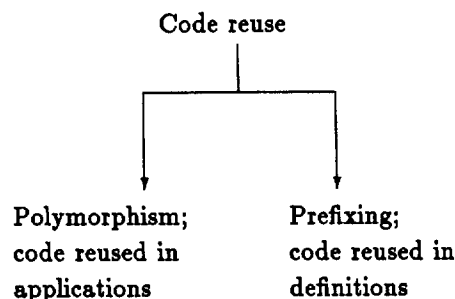 Code reuse
Polymorphism;
code reused in
applications
Prefixing;
code reused in
definitions